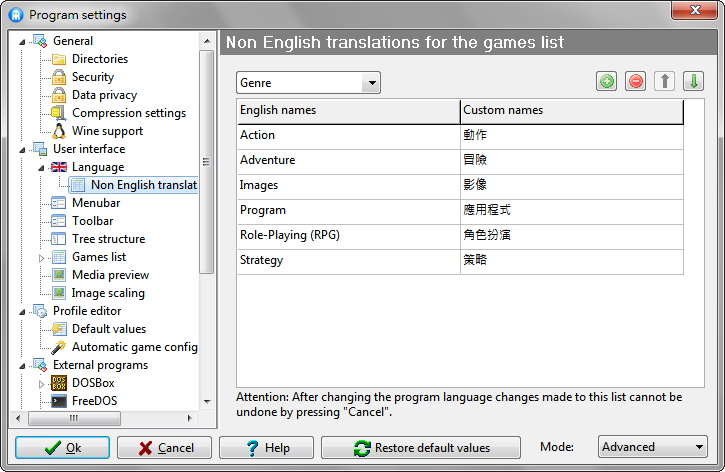 Program settings
General
Directories
Security
Data privacy
Compression settings
Wine support
User interface
Language
Non English translat
Menubar
Toolbar
Tree structure
Games list
Media preview
Image scaling
Profile editor
Default values
Automatic game config
External programs
DOSBox
FreeDOS
Non English translations for the games list
Genre
English names Custom names
Action 動作
Adventure 冒險
Images 影像
Program 應用程式
Role-Playing (RPG) 角色扮演
Strategy 策略
Attention: After changing the program language changes made to this list cannot be
undone by pressing "Cancel".
Ok Cancel Help Restore default values Mode: Advanced